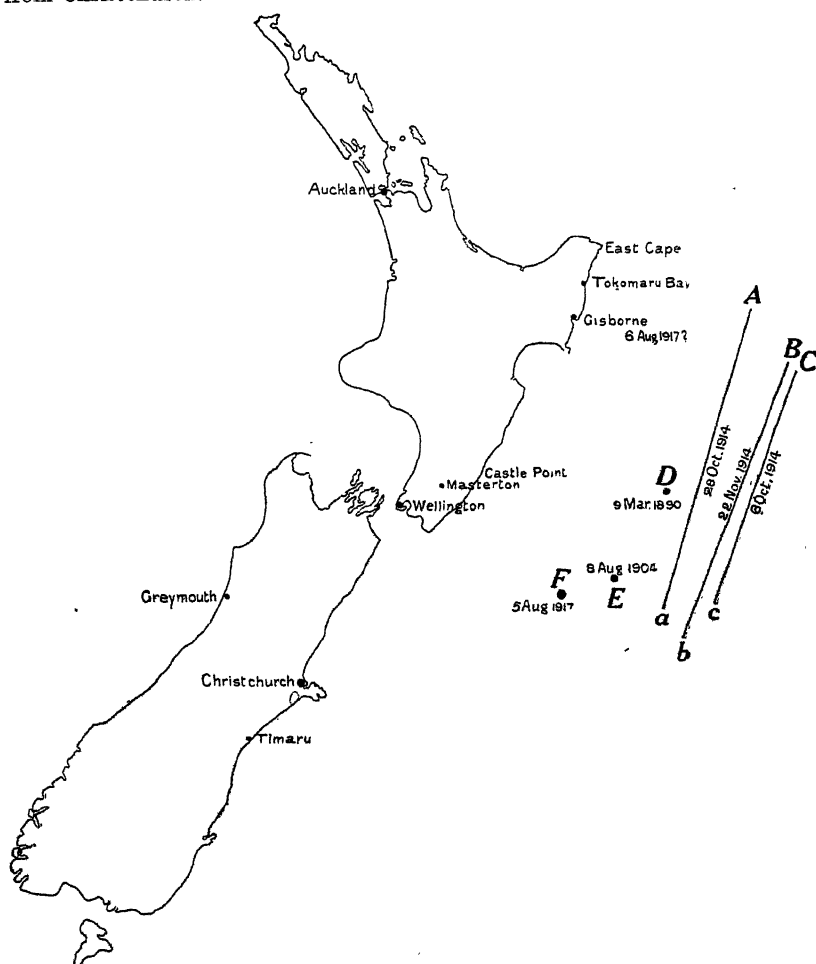 Auckland
East Cape
Tokomaru Bay
A
Gisborne
6 Aug 1917?
B C
28 Oct. 1914
22 Nov. 1914
6 Oct. 1914
Castle Point
D
Masterton
9 Mar. 1890
Wellington
8 Aug 1904
F
E
Greymouth
5 Aug 1917
a
c
b
Christchurch
Timaru